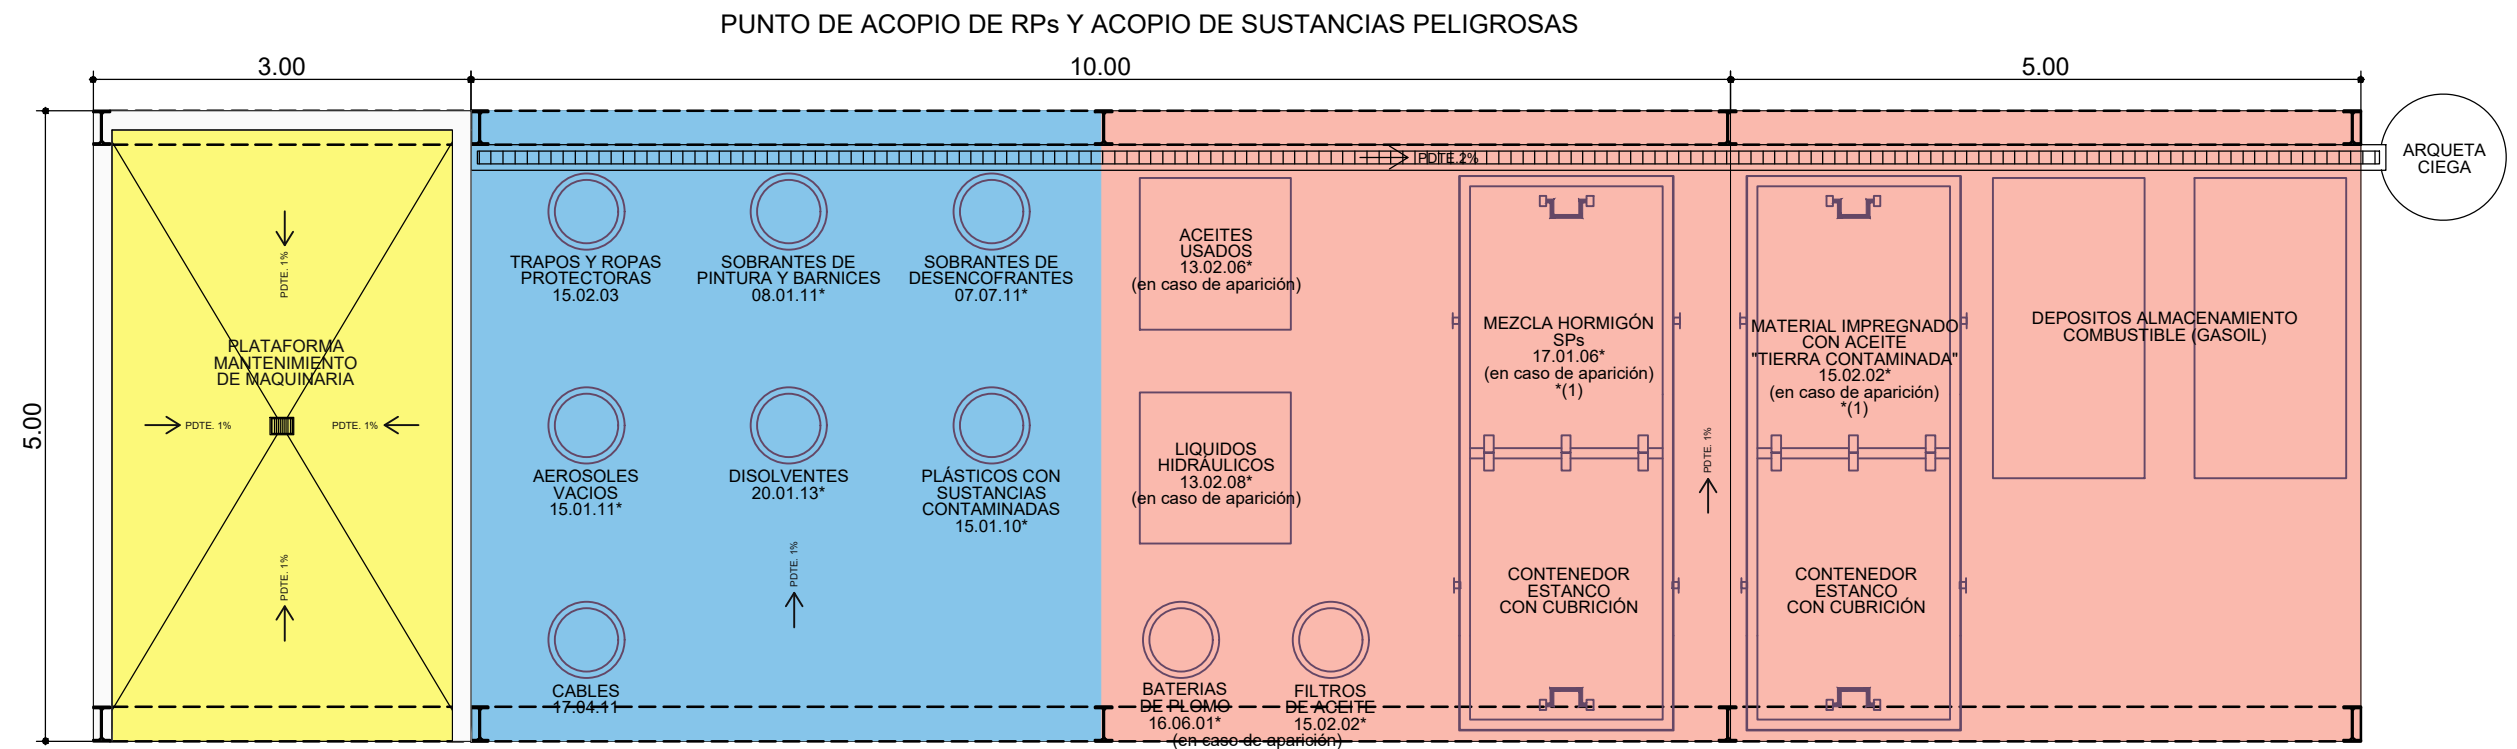 PUNTO DE ACOPIO DE RPs Y ACOPIO DE SUSTANCIAS PELIGROSAS
3.00
10.00
5.00
5.00
ARQUETA
CIEGA
PDTE.2%
PDTE. 1%
PLATAFORMA
MANTENIMIENTO
DE MAQUINARIA
PDTE. 1%
PDTE. 1%
PDTE. 1%
TRAPOS Y ROPAS
PROTECTORAS
15.02.03
SOBRANTES DE
PINTURA Y BARNICES
08.01.11*
SOBRANTES DE
DESENCOFRANTES
07.07.11*
AEROSOLES
VACIOS
15.01.11*
DISOLVENTES
20.01.13*
PLÁSTICOS CON
SUSTANCIAS
CONTAMINADAS
15.01.10*
PDTE. 1%
CABLES
17.04.11
ACEITES
USADOS
13.02.06*
(en caso de aparición)
LIQUIDOS
HIDRÁULICOS
13.02.08*
(en caso de aparición)
BATERIAS
DE PLOMO
16.06.01*
FILTROS
DE ACEITE
15.02.02*
(en caso de aparición)
MEZCLA HORMIGÓN
SPs
17.01.06*
(en caso de aparición)
*(1)
CONTENEDOR
ESTANCO
CON CUBRICIÓN
PDTE. 1%
MATERIAL IMPREGNADO
CON ACEITE
"TIERRA CONTAMINADA"
15.02.02*
(en caso de aparición)
*(1)
CONTENEDOR
ESTANCO
CON CUBRICIÓN
DEPOSITOS ALMACENAMIENTO
COMBUSTIBLE (GASOIL)